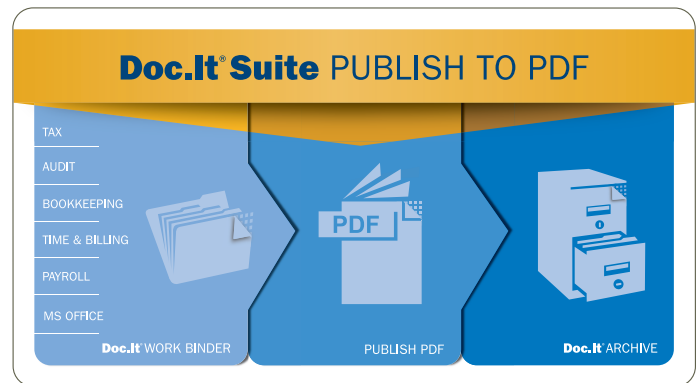 Doc.It® Suite PUBLISH TO PDF
TAX
AUDIT
BOOKKEEPING
TIME & BILLING
PAYROLL
MS OFFICE
PDF
Doc.It® WORK BINDER
PUBLISH PDF
Doc.It® ARCHIVE